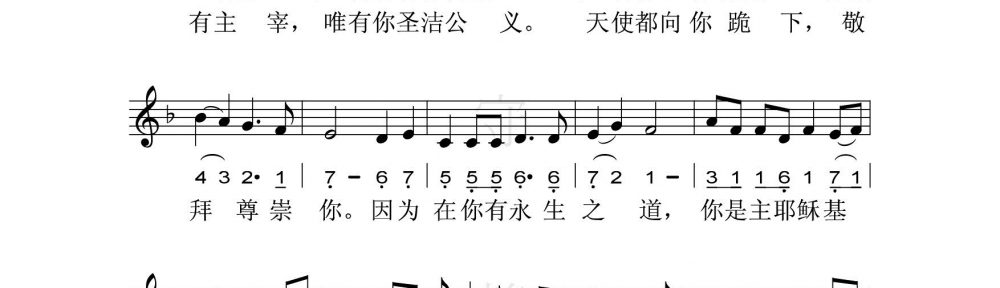 有主 宰， 唯有你圣洁公 义。 天使都向 你 跪 下， 敬
4 3 2· 1 | 7 - 6 7 | 5 5 5 6· 6 | 7 2 1 - | 3 1 1 6 1 7 1 |
拜 尊崇 你。因为 在你有永生 之 道， 你是主耶稣基